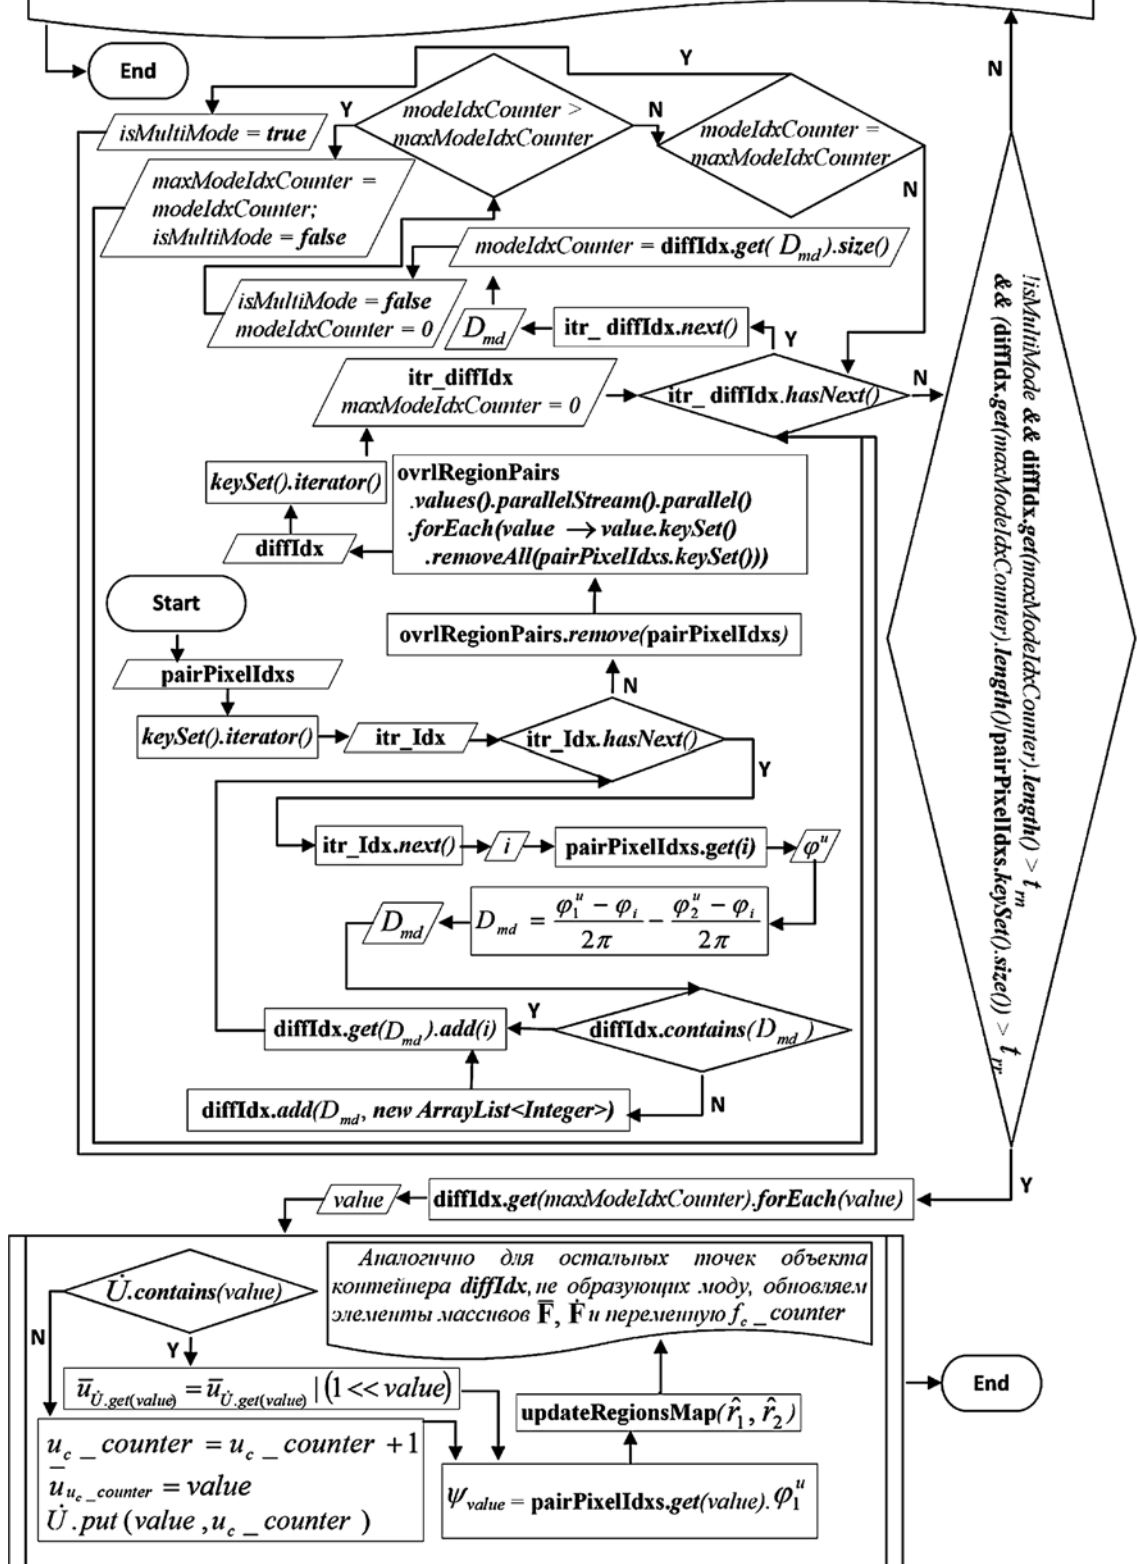 End
N
Y
modeIdxCounter >
maxModeIdxCounter
Y
N
modeIdxCounter =
maxModeIdxCounter
N
isMultiMode = true
maxModeIdxCounter =
modeIdxCounter;
isMultiMode = false
modeIdxCounter = diffIdx.get( D_md).size()
isMultiMode = false
modeIdxCounter = 0
D_md
itr_ diffIdx.next()
Y
itr_diffIdx
maxModeIdxCounter = 0
itr_ diffIdx.hasNext()
N
!isMultiMode && diffIdx.get(maxModeIdxCounter).length() > t_rn
&& (diffIdx.get(maxModeIdxCounter).length()/pairPixelIdxs.keySet().size()) > t_rr
keySet().iterator()
ovrlRegionPairs
.values().parallelStream().parallel()
.forEach(value → value.keySet()
.removeAll(pairPixelIdxs.keySet()))
diffIdx
Start
ovrlRegionPairs.remove(pairPixelIdxs)
pairPixelIdxs
N
keySet().iterator()
itr_Idx
itr_Idx.hasNext()
Y
itr_Idx.next()
i
pairPixelIdxs.get(i)
φ^u
D_md
D_md = (φ_1^u − φ_i)/2π − (φ_2^u − φ_i)/2π
Y
diffIdx.get(D_md).add(i)
diffIdx.contains(D_md)
N
diffIdx.add(D_md, new ArrayList<Integer>)
Y
value
diffIdx.get(maxModeIdxCounter).forEach(value)
U̇.contains(value)
Аналогично для остальных точек объекта
контейнера diffIdx, не образующих моду, обновляем
элементы массивов F̅, Ḟ и переменную f_c_counter
N
Y
u̅_U̇.get(value) = u̅_U̇.get(value) | (1 << value)
updateRegionsMap(r̂_1, r̂_2)
End
u_c_counter = u_c_counter +1
u̅_u_c_counter = value
U̇.put (value ,u_c_counter )
ψ_value = pairPixelIdxs.get(value). φ_1^u